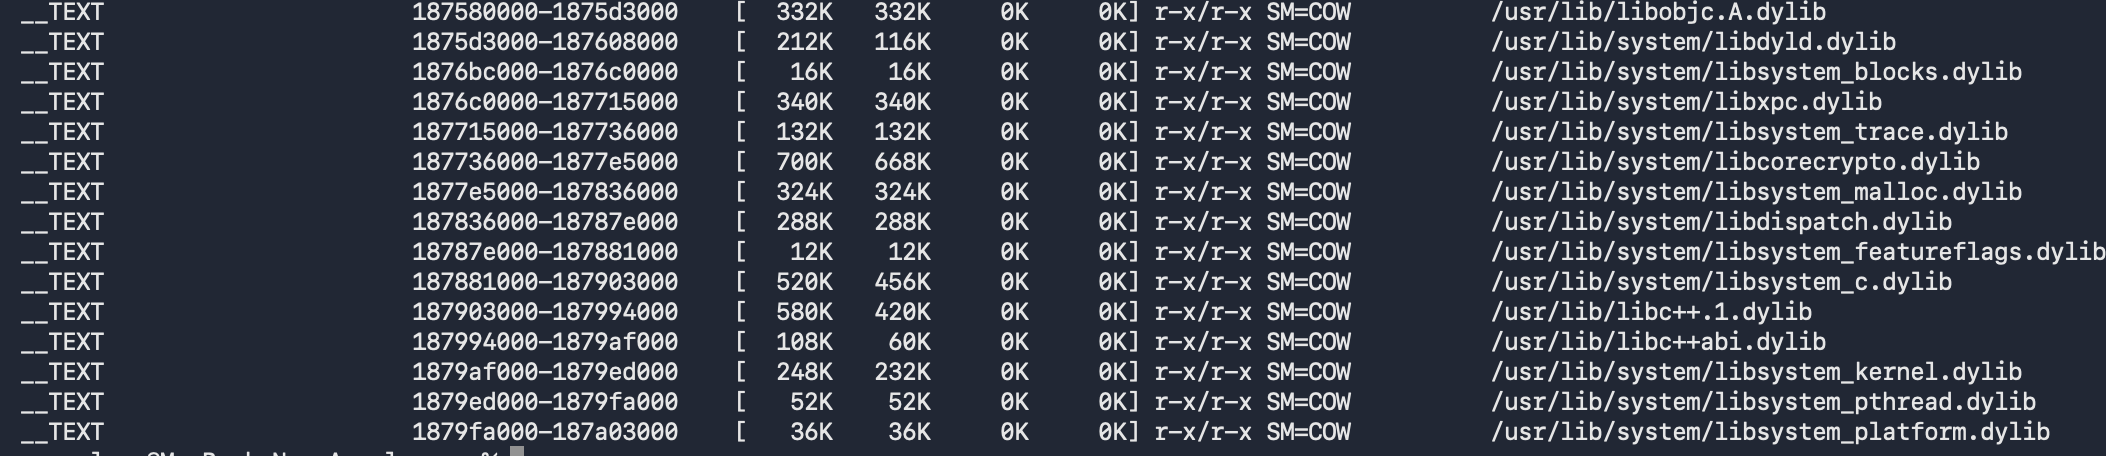 __TEXT 187580000-1875d3000 [ 332K 332K 0K 0K] r-x/r-x SM=COW /usr/lib/libobjc.A.dylib
__TEXT 1875d3000-187608000 [ 212K 116K 0K 0K] r-x/r-x SM=COW /usr/lib/system/libdyld.dylib
__TEXT 1876bc000-1876c0000 [ 16K 16K 0K 0K] r-x/r-x SM=COW /usr/lib/system/libsystem_blocks.dylib
__TEXT 1876c0000-187715000 [ 340K 340K 0K 0K] r-x/r-x SM=COW /usr/lib/system/libxpc.dylib
__TEXT 187715000-187736000 [ 132K 132K 0K 0K] r-x/r-x SM=COW /usr/lib/system/libsystem_trace.dylib
__TEXT 187736000-1877e5000 [ 700K 668K 0K 0K] r-x/r-x SM=COW /usr/lib/system/libcorecrypto.dylib
__TEXT 1877e5000-187836000 [ 324K 324K 0K 0K] r-x/r-x SM=COW /usr/lib/system/libsystem_malloc.dylib
__TEXT 187836000-18787e000 [ 288K 288K 0K 0K] r-x/r-x SM=COW /usr/lib/system/libdispatch.dylib
__TEXT 18787e000-187881000 [ 12K 12K 0K 0K] r-x/r-x SM=COW /usr/lib/system/libsystem_featureflags.dylib
__TEXT 187881000-187903000 [ 520K 456K 0K 0K] r-x/r-x SM=COW /usr/lib/system/libsystem_c.dylib
__TEXT 187903000-187994000 [ 580K 420K 0K 0K] r-x/r-x SM=COW /usr/lib/libc++.1.dylib
__TEXT 187994000-1879af000 [ 108K 60K 0K 0K] r-x/r-x SM=COW /usr/lib/libc++abi.dylib
__TEXT 1879af000-1879ed000 [ 248K 232K 0K 0K] r-x/r-x SM=COW /usr/lib/system/libsystem_kernel.dylib
__TEXT 1879ed000-1879fa000 [ 52K 52K 0K 0K] r-x/r-x SM=COW /usr/lib/system/libsystem_pthread.dylib
__TEXT 1879fa000-187a03000 [ 36K 36K 0K 0K] r-x/r-x SM=COW /usr/lib/system/libsystem_platform.dylib